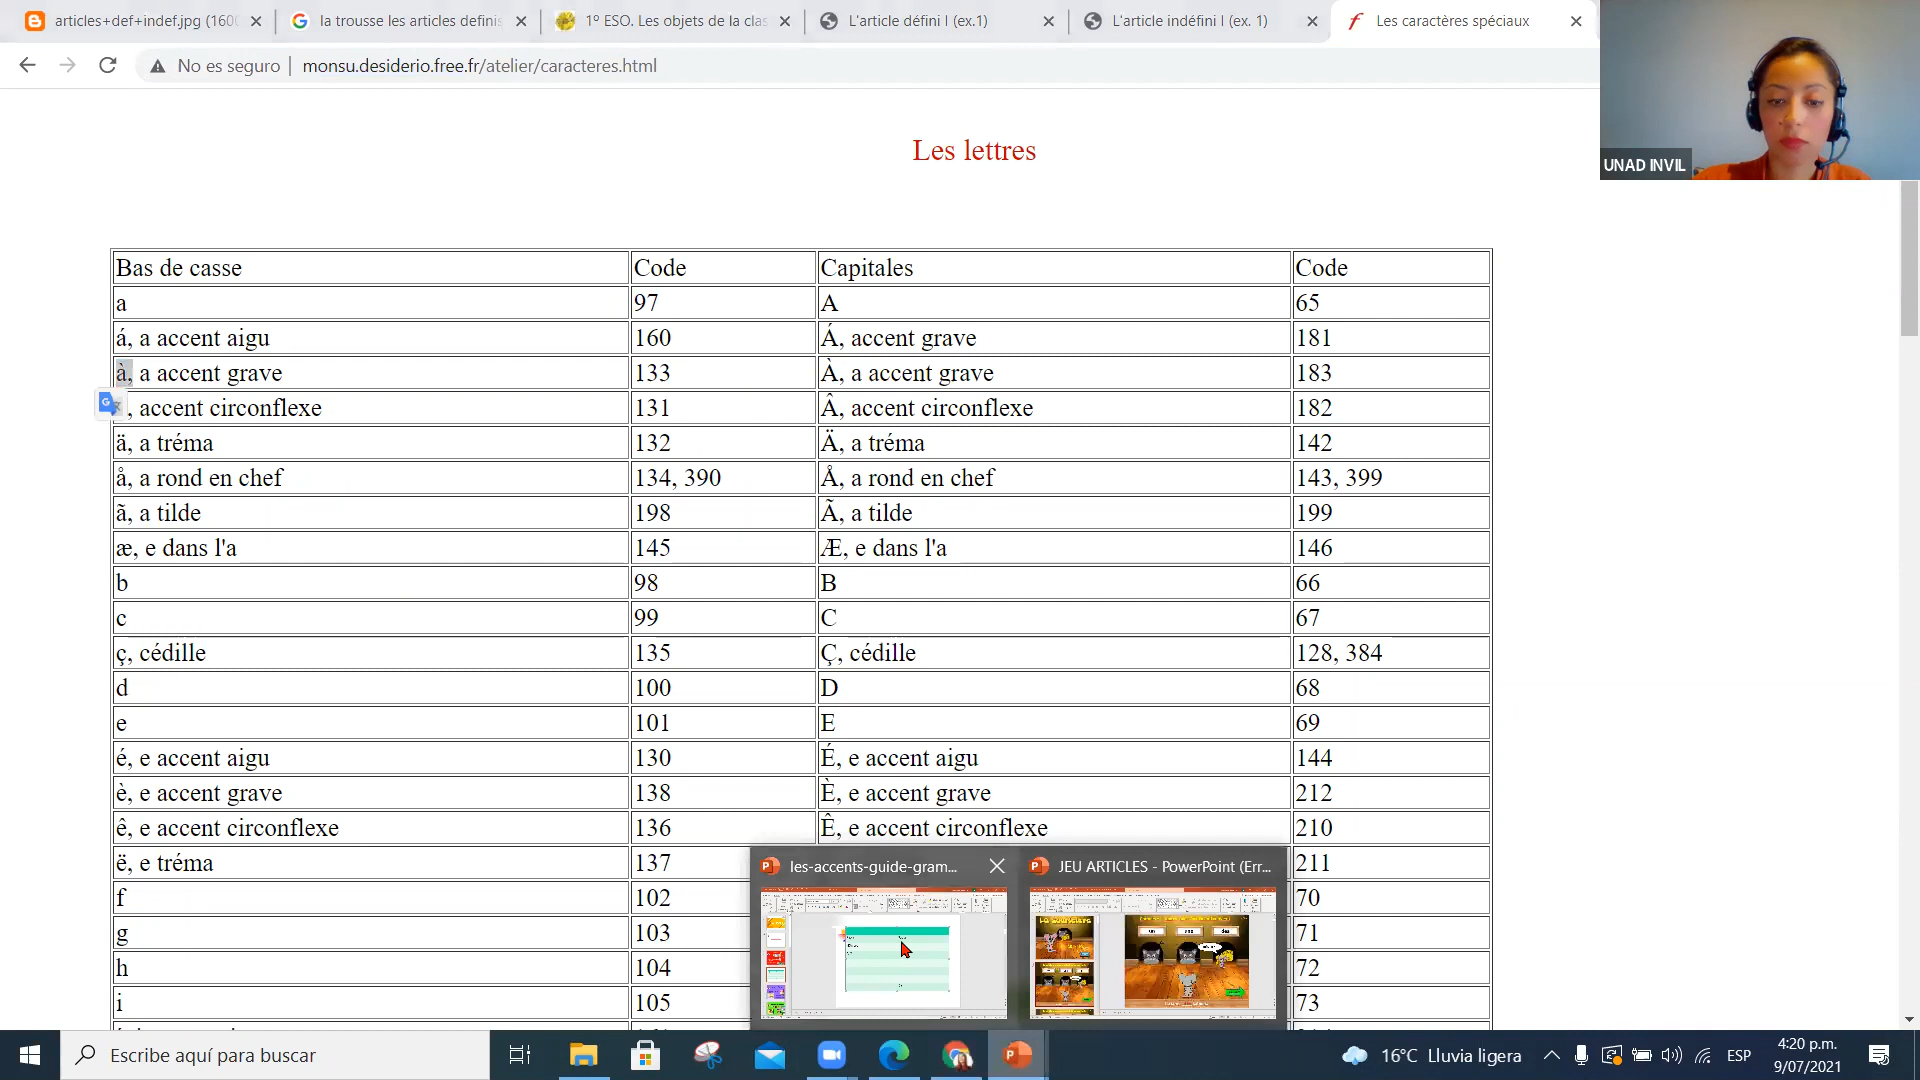 articles+def+indef.jpg (1600
la trousse les articles definis
1º ESO. Les objets de la clas
L'article défini I (ex.1)
L'article indéfini I (ex. 1)
Les caractères spéciaux
No es seguro
monsu.desiderio.free.fr/atelier/caracteres.html
UNAD INVIL
Les lettres
Bas de casse Code Capitales Code
a 97 A 65
á, a accent aigu 160 Á, accent grave 181
à, a accent grave 133 À, a accent grave 183
, accent circonflexe 131 Â, accent circonflexe 182
ä, a tréma 132 Ä, a tréma 142
å, a rond en chef 134, 390 Å, a rond en chef 143, 399
ã, a tilde 198 Ã, a tilde 199
æ, e dans l'a 145 Æ, e dans l'a 146
b 98 B 66
c 99 C 67
ç, cédille 135 Ç, cédille 128, 384
d 100 D 68
e 101 E 69
é, e accent aigu 130 É, e accent aigu 144
è, e accent grave 138 È, e accent grave 212
ê, e accent circonflexe 136 Ê, e accent circonflexe 210
ë, e tréma 137 211
f 102 70
g 103 71
h 104 72
i 105 73
les-accents-guide-gram...
JEU ARTICLES - PowerPoint (Err...
Escribe aquí para buscar
16°C Lluvia ligera
ESP
4:20 p.m.
9/07/2021